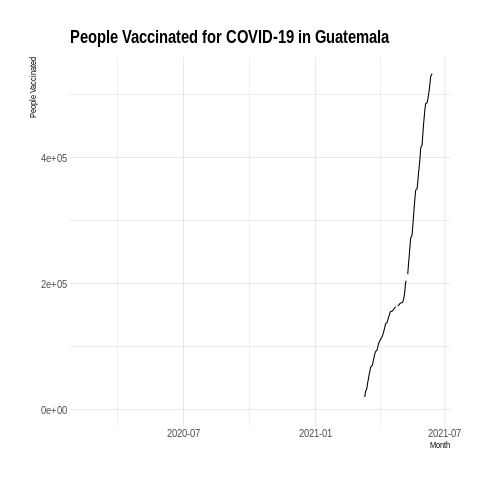 People Vaccinated for COVID-19 in Guatemala
People Vaccinated
4e+05
2e+05
0e+00
2020-07
2021-01
2021-07
Month